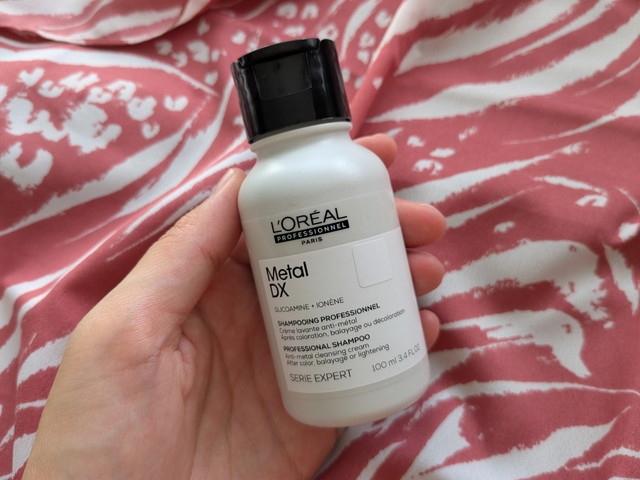 L'ORÉAL
PROFESSIONNEL
PARIS
Metal
DX
GLICOAMINE + IONÈNE
SHAMPOOING PROFESSIONNEL
Crème lavante anti-métal
Après coloration, balayage ou décoloration
PROFESSIONAL SHAMPOO
Anti-metal cleansing cream
After color, balayage or lightening
SERIE EXPERT 100 ml 3.4 FL.OZ